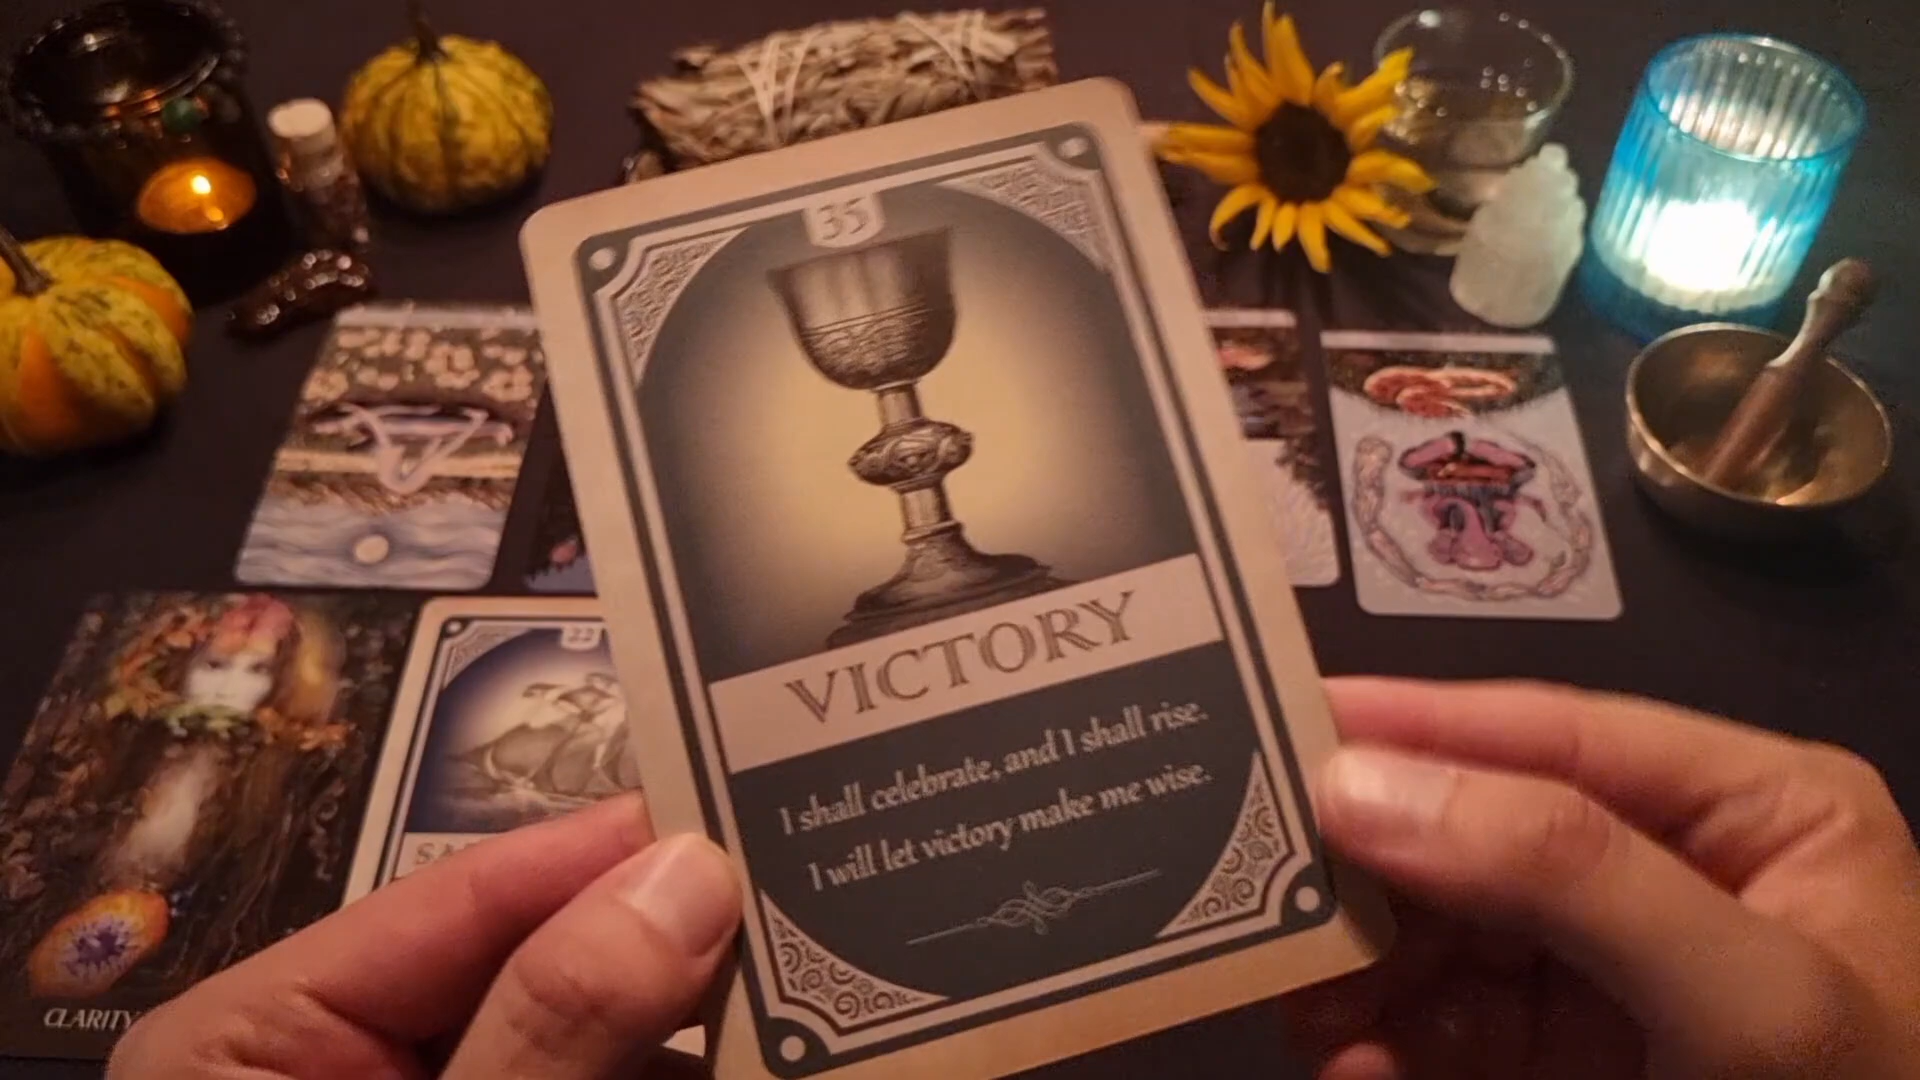 35
VICTORY
I shall celebrate, and I shall rise.
I will let victory make me wise.
22
CLARITY